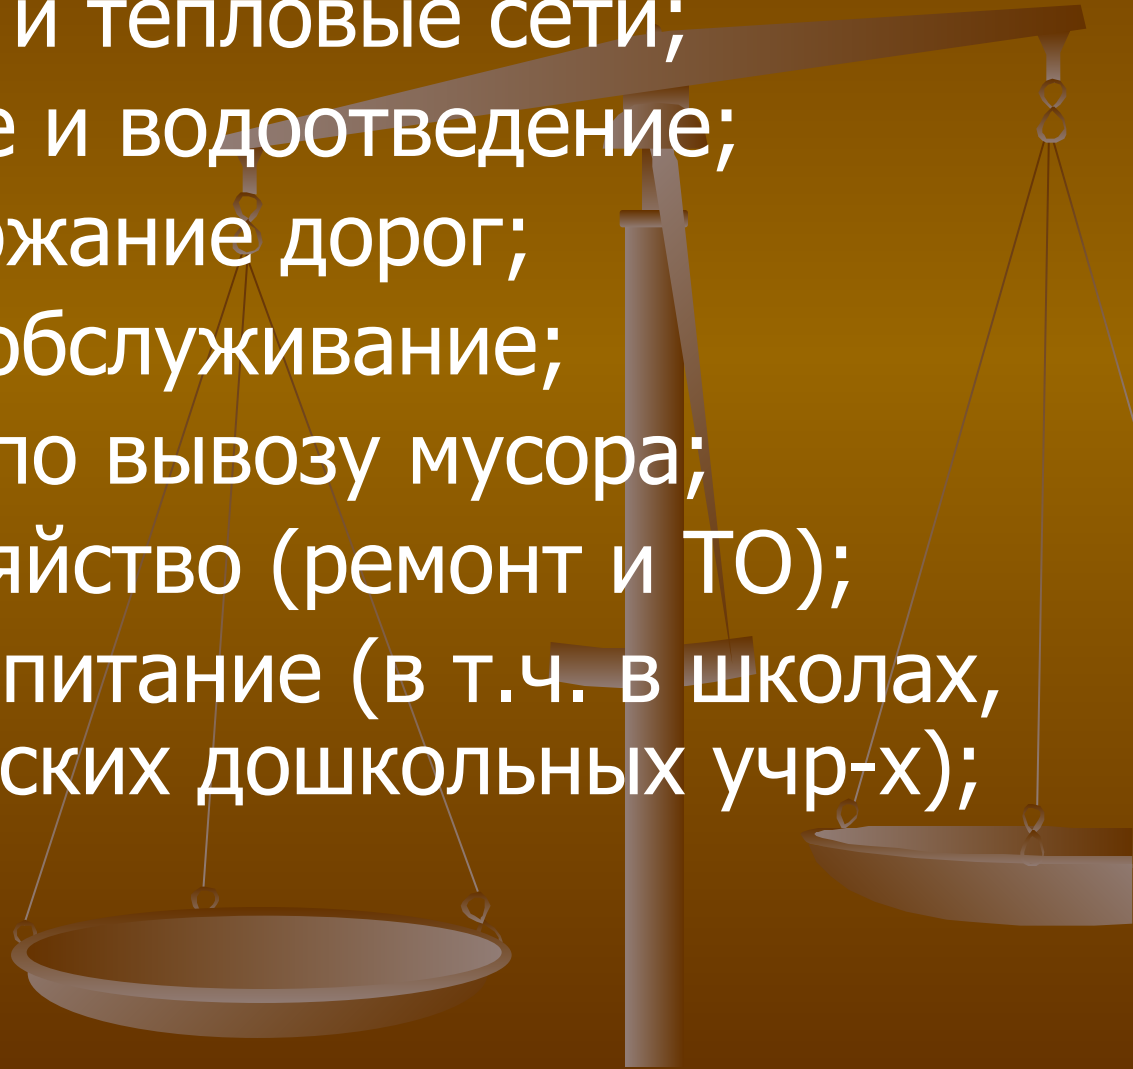 и тепловые сети;
е и водоотведение;
ржание дорог;
обслуживание;
по вывозу мусора;
яйство (ремонт и ТО);
питание (в т.ч. в школах,
ских дошкольных учр-х);